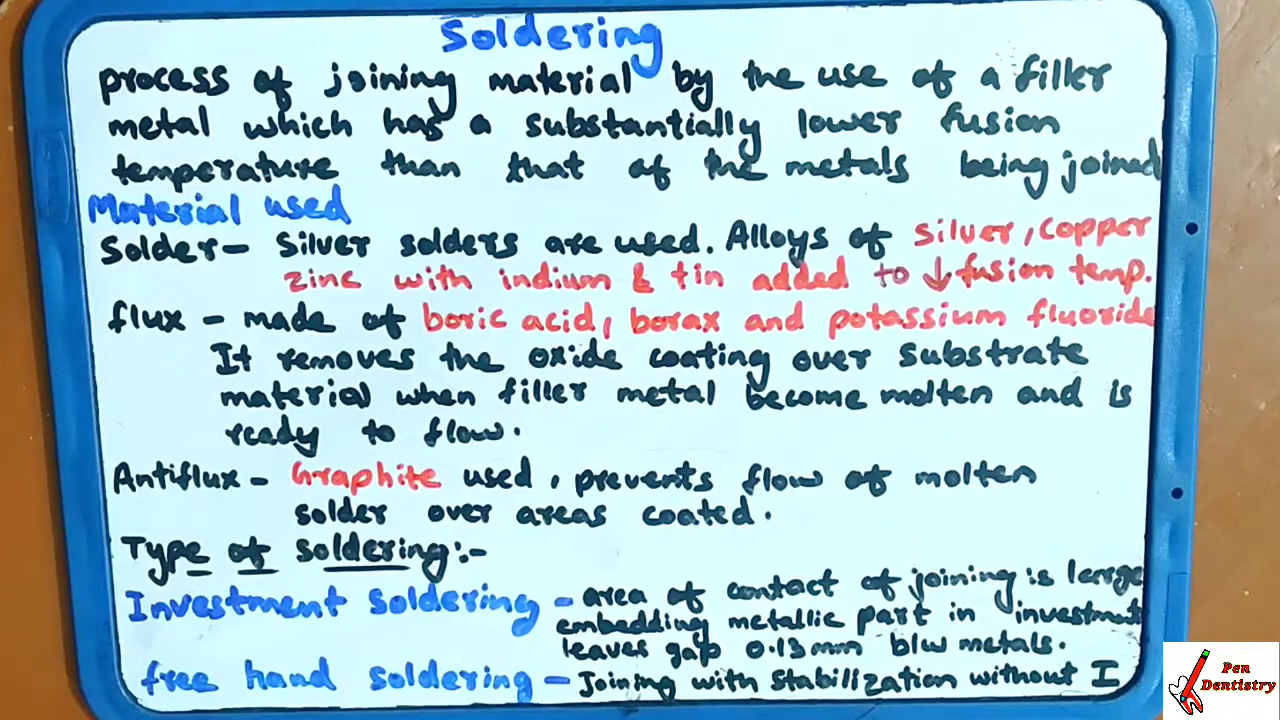 Soldering
process of joining material by the use of a filler
metal which has a substantially lower fusion
temperature than that of the metals being joined
Material used
Solder - Silver solders are used. Alloys of silver, copper
zinc with indium & tin added to ↓ fusion temp.
flux - made of boric acid, borax and potassium fluoride
It removes the oxide coating over substrate
material when filler metal become molten and is
ready to flow.
Antiflux - Graphite used, prevents flow of molten
solder over areas coated.
Type of soldering:-
Investment soldering - area of contact of joining is large
embedding metallic part in investment
leaves gap 0.13mm b/w metals.
free hand soldering - Joining with stabilization without I
Pen
Dentistry